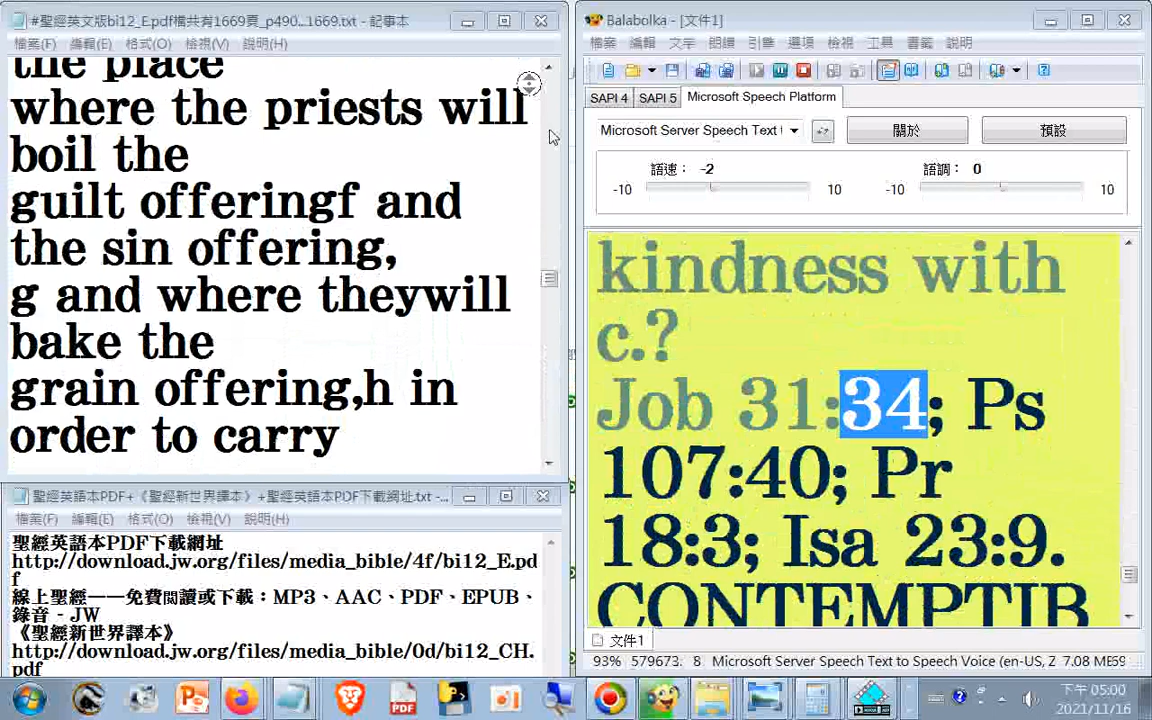 #聖經英文版bi12_E.pdf檔共有1669頁_p490...1669.txt - 記事本
檔案(F) 編輯(E) 格式(O) 檢視(V) 說明(H)
the place
where the priests will
boil the
guilt offeringf and
the sin offering,
g and where theywill
bake the
grain offering,h in
order to carry
聖經英語本PDF+《聖經新世界譯本》+聖經英語本PDF下載網址.txt -...
檔案(F) 編輯(E) 格式(O) 檢視(V) 說明(H)
聖經英語本PDF下載網址
http://download.jw.org/files/media_bible/4f/bi12_E.pd
f
線上聖經——免費閱讀或下載：MP3、AAC、PDF、EPUB、
錄音 - JW
《聖經新世界譯本》
http://download.jw.org/files/media_bible/0d/bi12_CH.
pdf
Balabolka - [文件1]
檔案 編輯 文字 朗讀 引擎 選項 檢視 工具 書籤 說明
SAPI 4 SAPI 5 Microsoft Speech Platform
Microsoft Server Speech Text 關於 預設
語速： -2 語調： 0
-10 10 -10 10
kindness with
c.?
Job 31:34; Ps
107:40; Pr
18:3; Isa 23:9.
CONTEMPTIB
文件1
93% 579673. 8 Microsoft Server Speech Text to Speech Voice (en-US, Z 7.08 ME
下午 05:00
2021/11/16